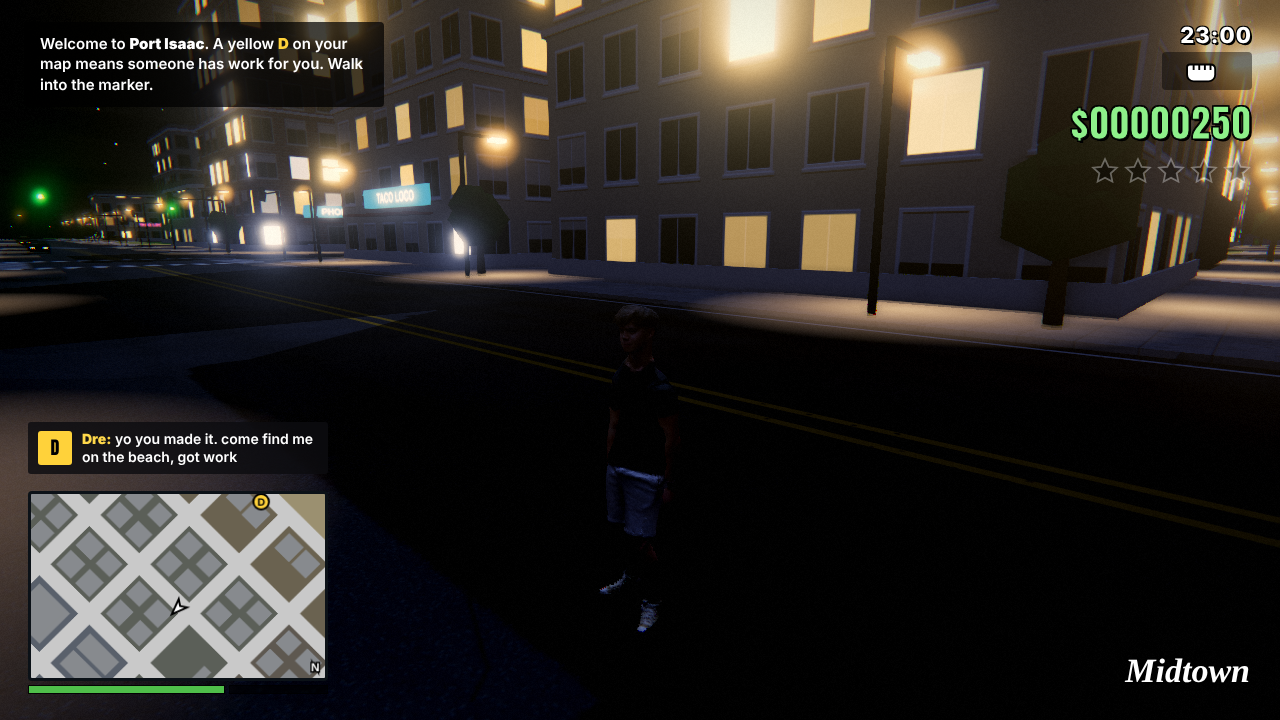 Welcome to Port Isaac. A yellow D on your
map means someone has work for you. Walk
into the marker.
23:00
$00000250
TACO LOCO
D
Dre: yo you made it. come find me
on the beach, got work
D
N
Midtown